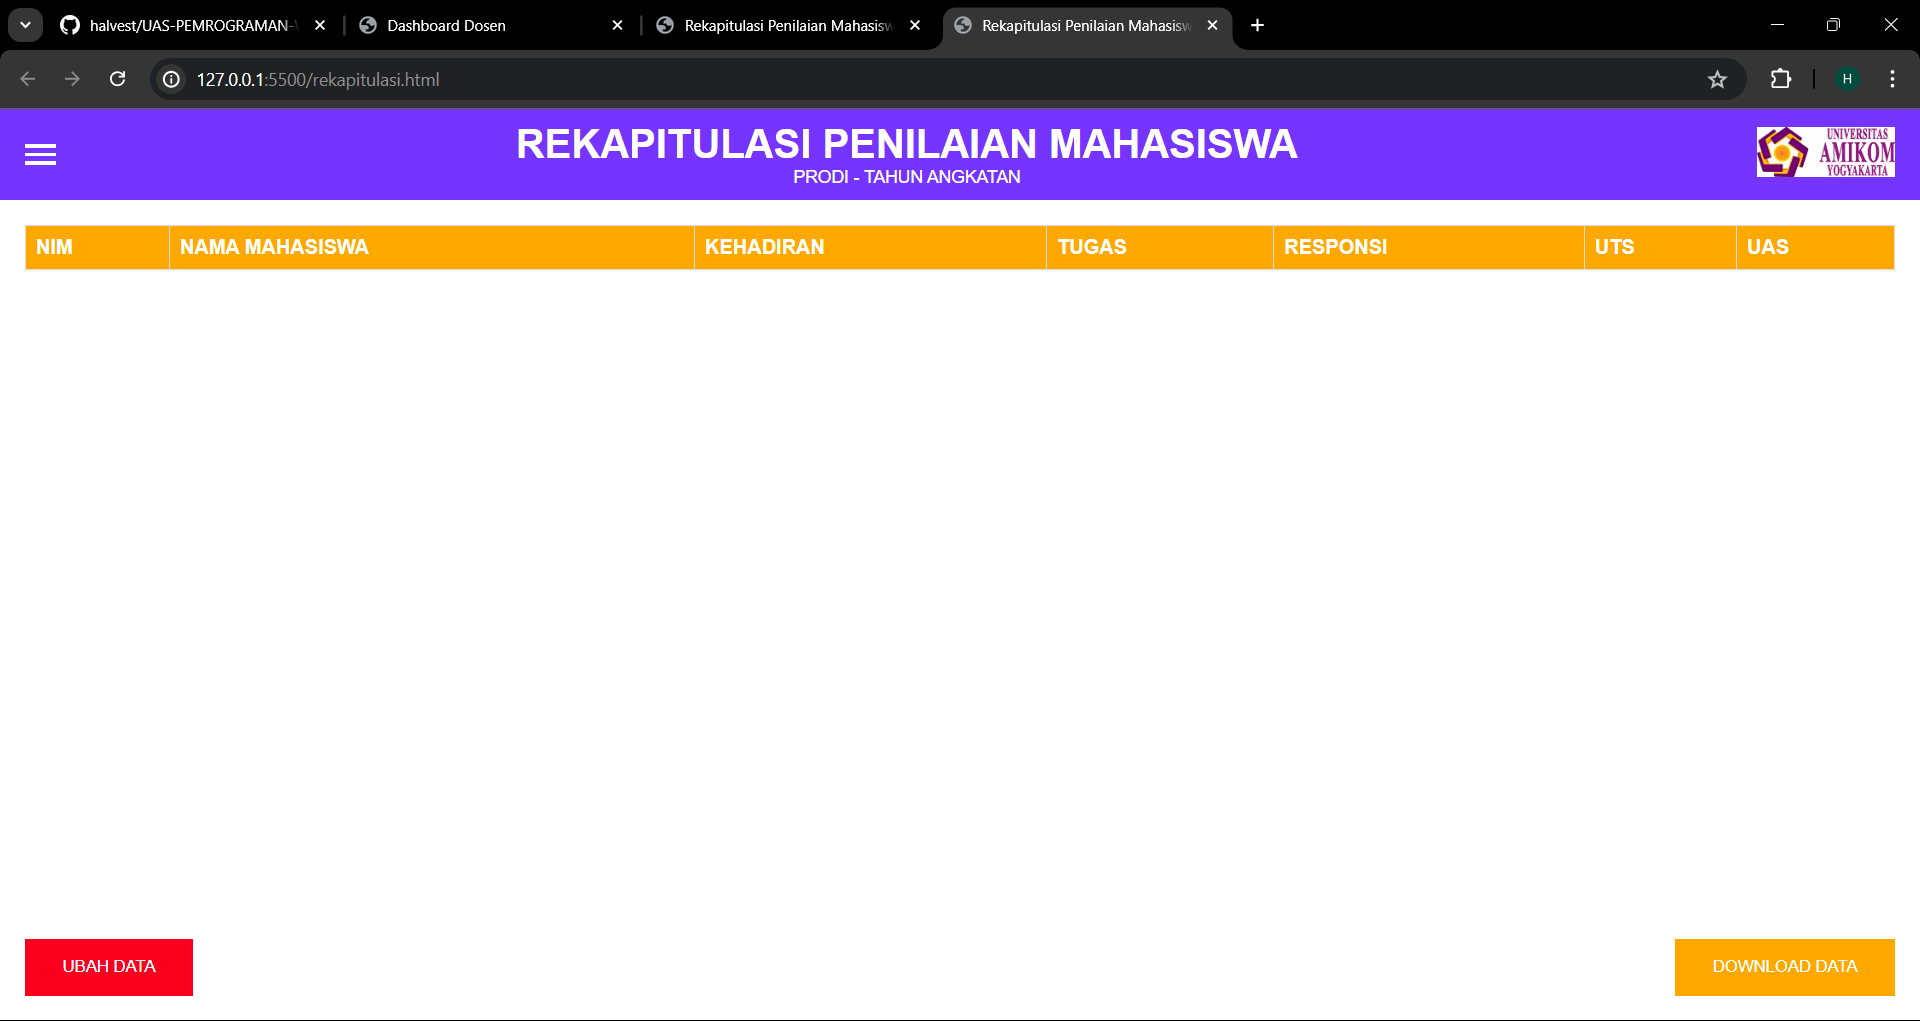 halvest/UAS-PEMROGRAMAN-
Dashboard Dosen
Rekapitulasi Penilaian Mahasisw
Rekapitulasi Penilaian Mahasisw
127.0.0.1:5500/rekapitulasi.html
H
REKAPITULASI PENILAIAN MAHASISWA
PRODI - TAHUN ANGKATAN
UNIVERSITAS
AMIKOM
YOGYAKARTA
NIM NAMA MAHASISWA KEHADIRAN TUGAS RESPONSI UTS UAS
UBAH DATA
DOWNLOAD DATA